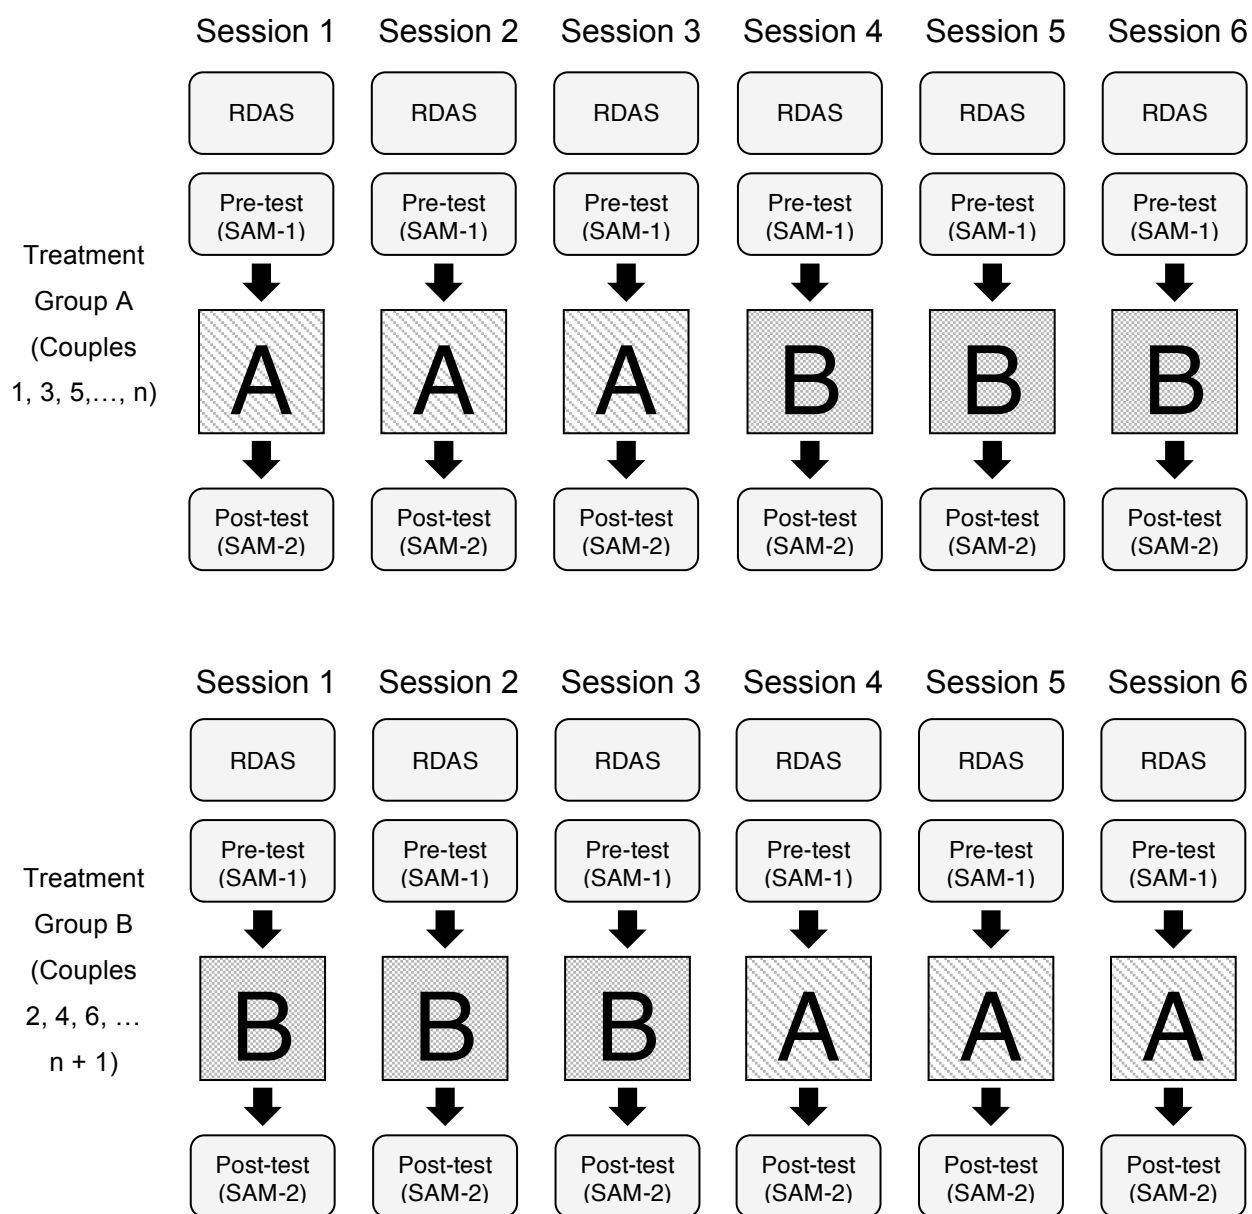 Session 1 Session 2 Session 3 Session 4 Session 5 Session 6
RDAS RDAS RDAS RDAS RDAS RDAS
Pre-test Pre-test Pre-test Pre-test Pre-test Pre-test
(SAM-1) (SAM-1) (SAM-1) (SAM-1) (SAM-1) (SAM-1)
Treatment
Group A
(Couples
1, 3, 5,…, n)
A A A B B B
Post-test Post-test Post-test Post-test Post-test Post-test
(SAM-2) (SAM-2) (SAM-2) (SAM-2) (SAM-2) (SAM-2)
Session 1 Session 2 Session 3 Session 4 Session 5 Session 6
RDAS RDAS RDAS RDAS RDAS RDAS
Pre-test Pre-test Pre-test Pre-test Pre-test Pre-test
(SAM-1) (SAM-1) (SAM-1) (SAM-1) (SAM-1) (SAM-1)
Treatment
Group B
(Couples
2, 4, 6, …
n + 1)
B B B A A A
Post-test Post-test Post-test Post-test Post-test Post-test
(SAM-2) (SAM-2) (SAM-2) (SAM-2) (SAM-2) (SAM-2)